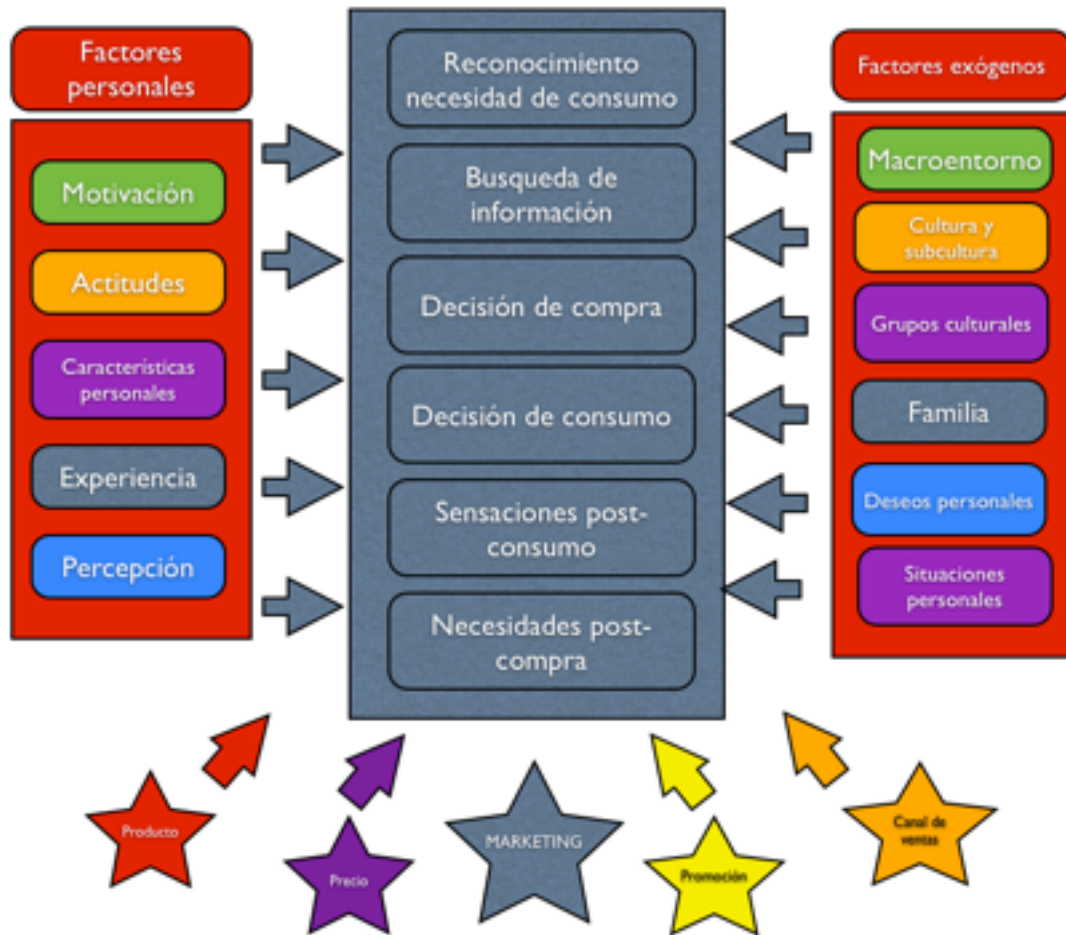 Factores
personales
Motivación
Actitudes
Características
personales
Experiencia
Percepción
Reconocimiento
necesidad de consumo
Busqueda de
información
Decisión de compra
Decisión de consumo
Sensaciones post-
consumo
Necesidades post-
compra
Factores exógenos
Macroentorno
Cultura y
subcultura
Grupos culturales
Familia
Deseos personales
Situaciones
personales
Producto
Precio
MARKETING
Promoción
Canal de
ventas